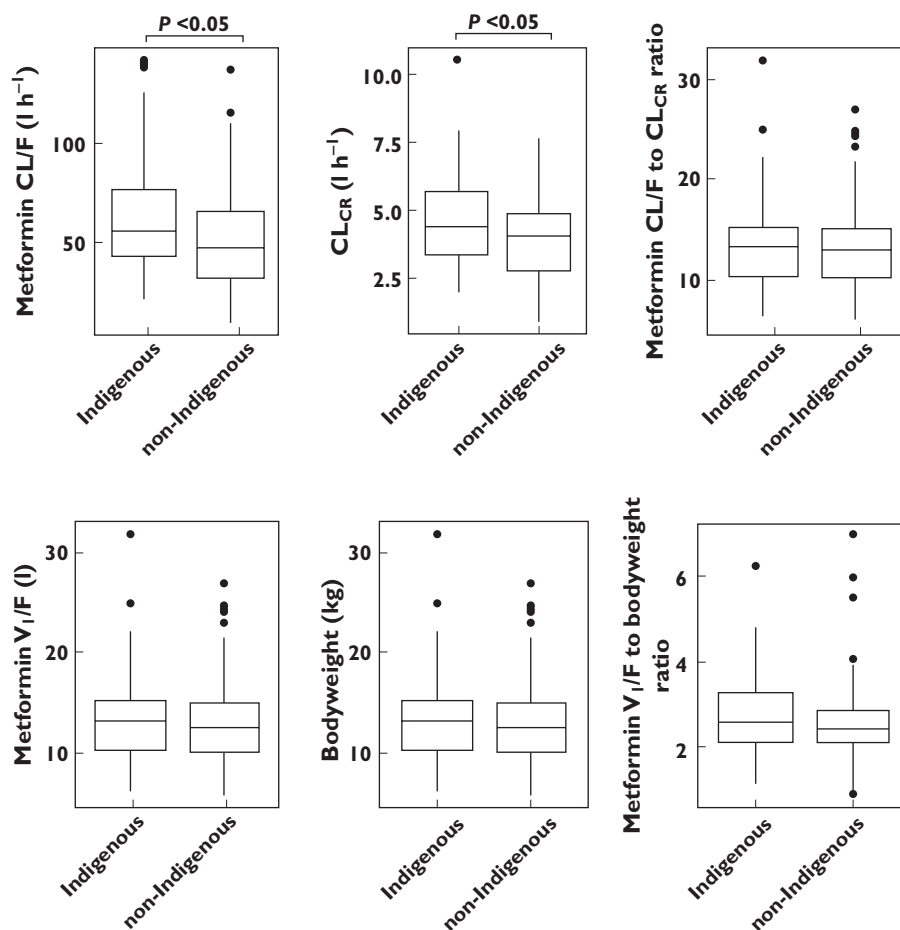 P <0.05
P <0.05
Metformin CL/F (l h⁻¹)
100
50
Indigenous
non-Indigenous
CL_CR (l h⁻¹)
10.0
7.5
5.0
2.5
Indigenous
non-Indigenous
Metformin CL/F to CL_CR ratio
30
20
10
Indigenous
non-Indigenous
Metformin V₁/F (l)
30
20
10
Indigenous
non-Indigenous
Bodyweight (kg)
30
20
10
Indigenous
non-Indigenous
Metformin V₁/F to bodyweight
ratio
6
4
2
Indigenous
non-Indigenous